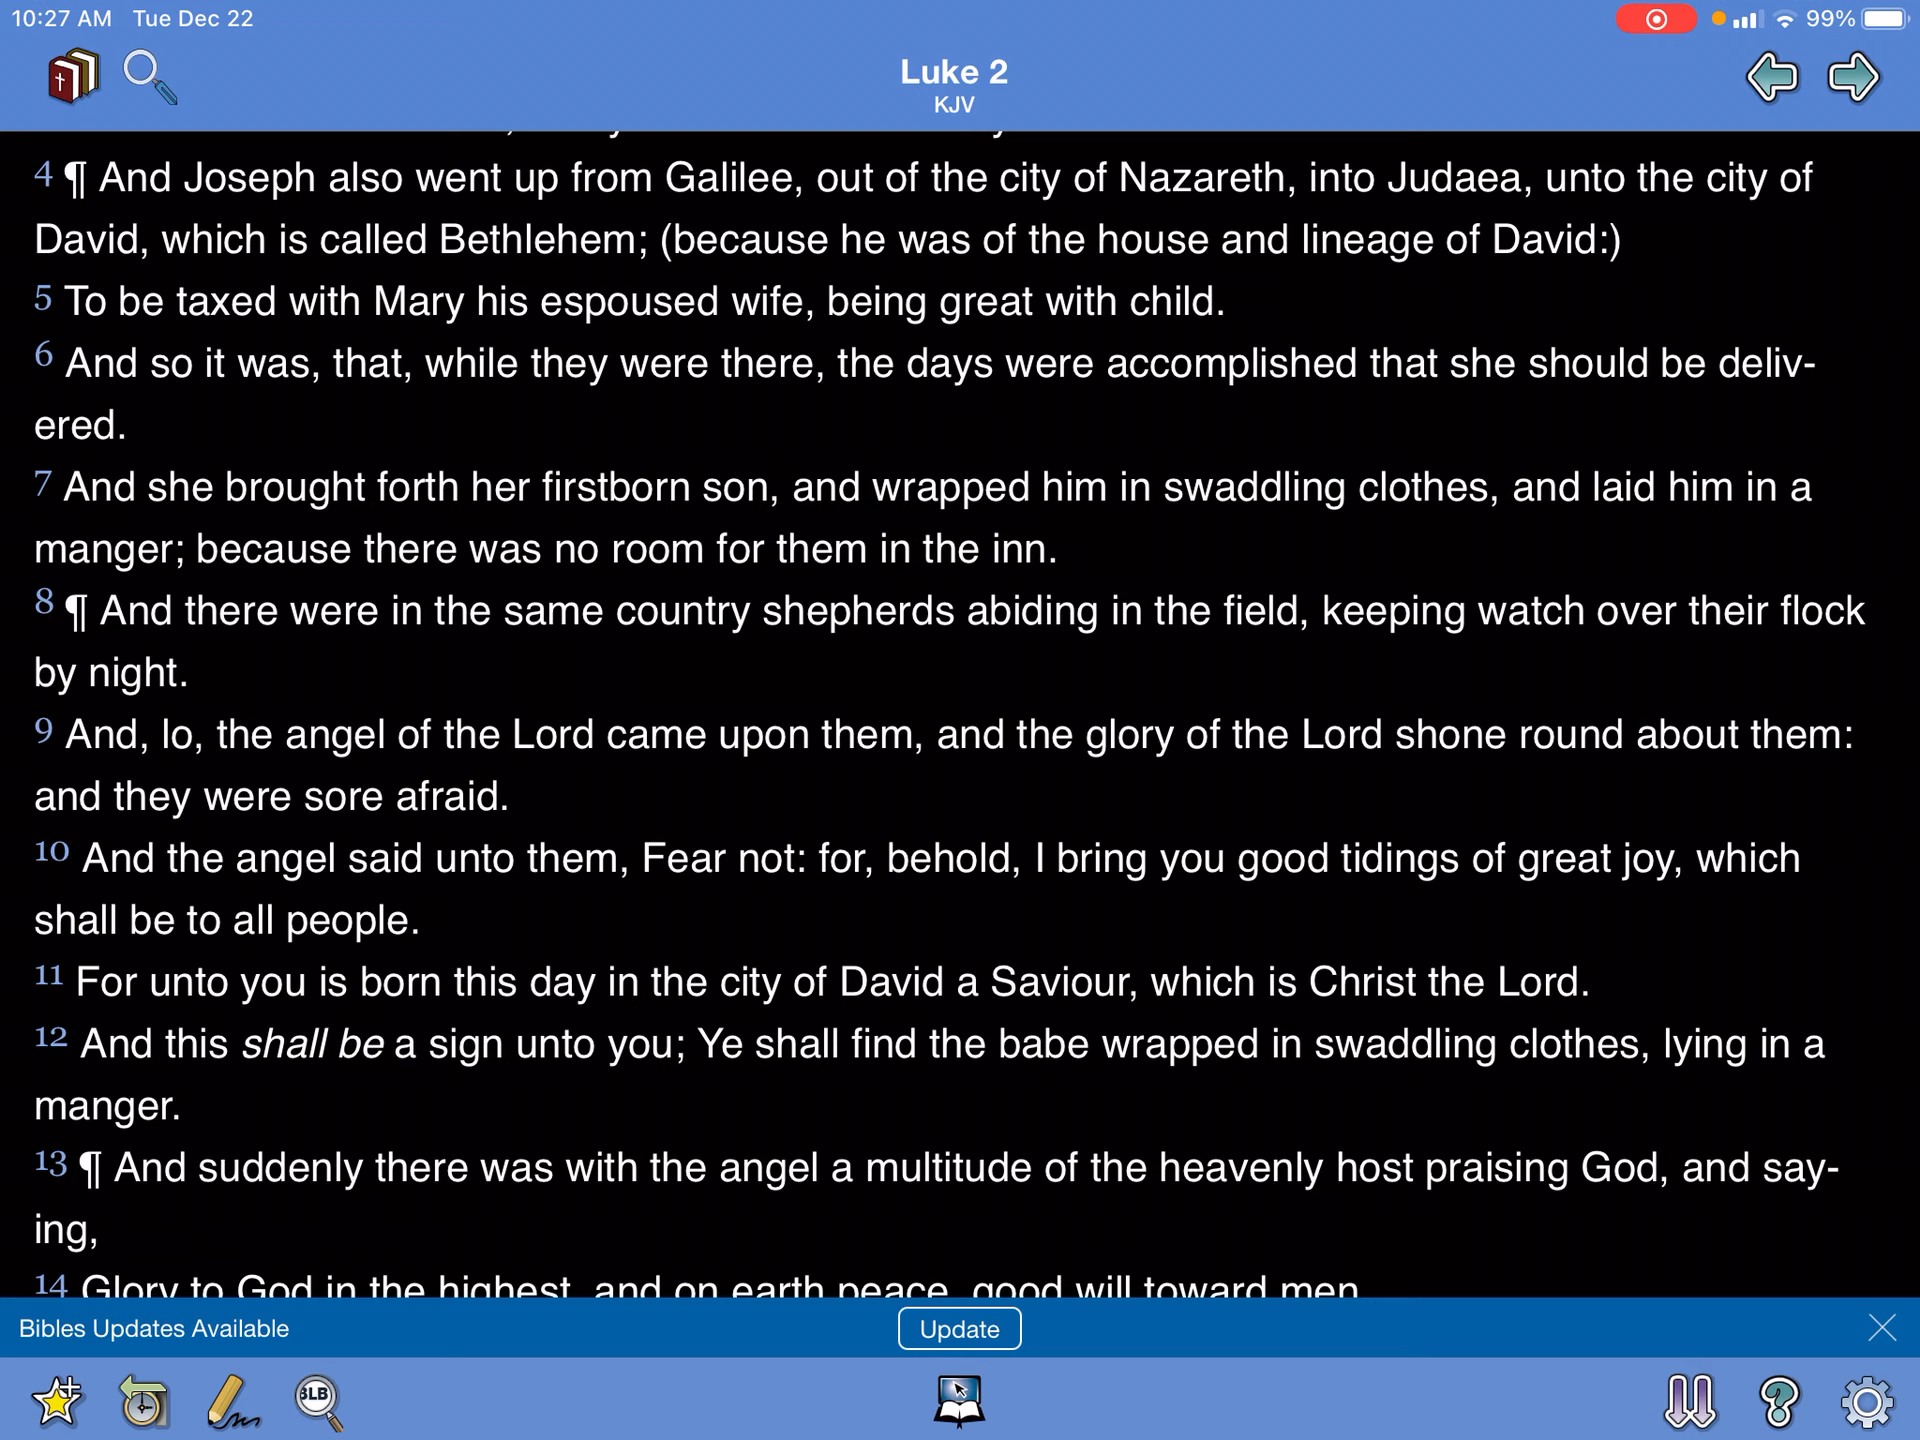 10:27 AM Tue Dec 22
99%
Luke 2
KJV
4 ¶ And Joseph also went up from Galilee, out of the city of Nazareth, into Judaea, unto the city of
David, which is called Bethlehem; (because he was of the house and lineage of David:)
5 To be taxed with Mary his espoused wife, being great with child.
6 And so it was, that, while they were there, the days were accomplished that she should be deliv-
ered.
7 And she brought forth her firstborn son, and wrapped him in swaddling clothes, and laid him in a
manger; because there was no room for them in the inn.
8 ¶ And there were in the same country shepherds abiding in the field, keeping watch over their flock
by night.
9 And, lo, the angel of the Lord came upon them, and the glory of the Lord shone round about them:
and they were sore afraid.
10 And the angel said unto them, Fear not: for, behold, I bring you good tidings of great joy, which
shall be to all people.
11 For unto you is born this day in the city of David a Saviour, which is Christ the Lord.
12 And this shall be a sign unto you; Ye shall find the babe wrapped in swaddling clothes, lying in a
manger.
13 ¶ And suddenly there was with the angel a multitude of the heavenly host praising God, and say-
ing,
14 Glory to God in the highest, and on earth peace, good will toward men
Bibles Updates Available
Update
BLB